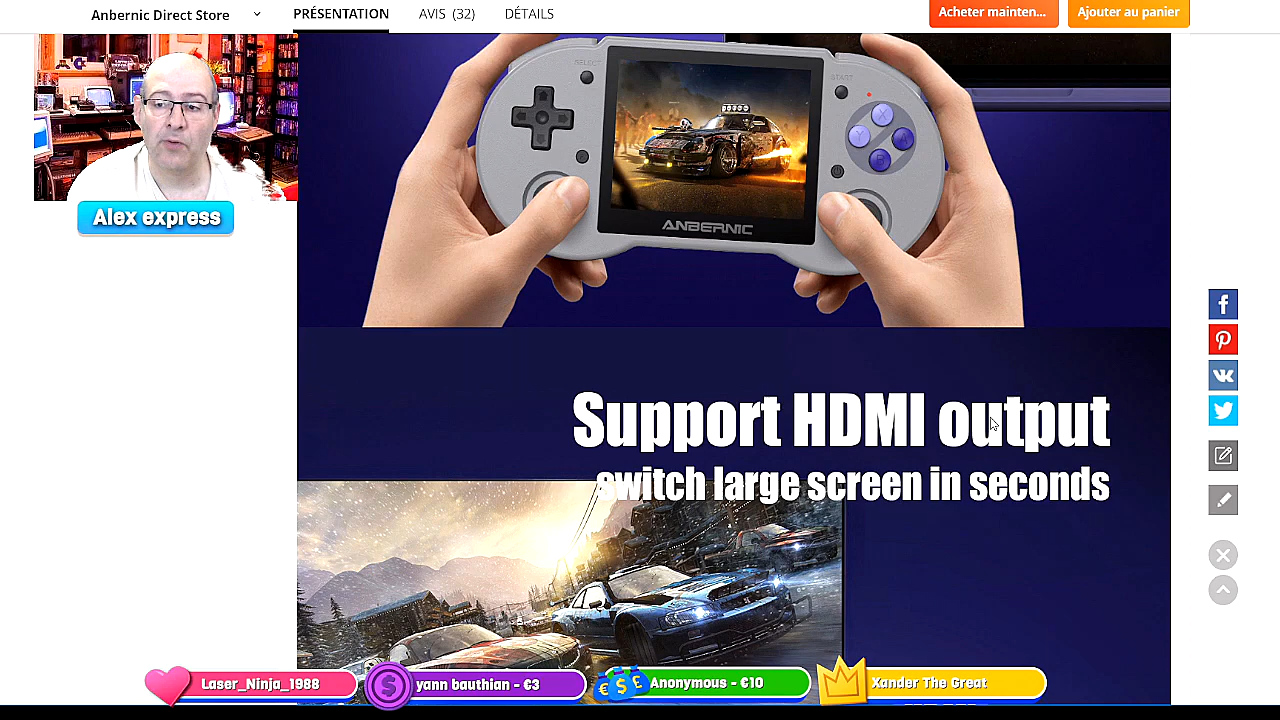 Anbernic Direct Store
PRÉSENTATION
AVIS (32)
DÉTAILS
Acheter mainten...
Ajouter au panier
SELECT
START
X
Y
A
B
ANBERNIC
Alex express
Support HDMI output
switch large screen in seconds
Laser_Ninja_1988
yann bauthian - €3
Anonymous - €10
Xander The Great